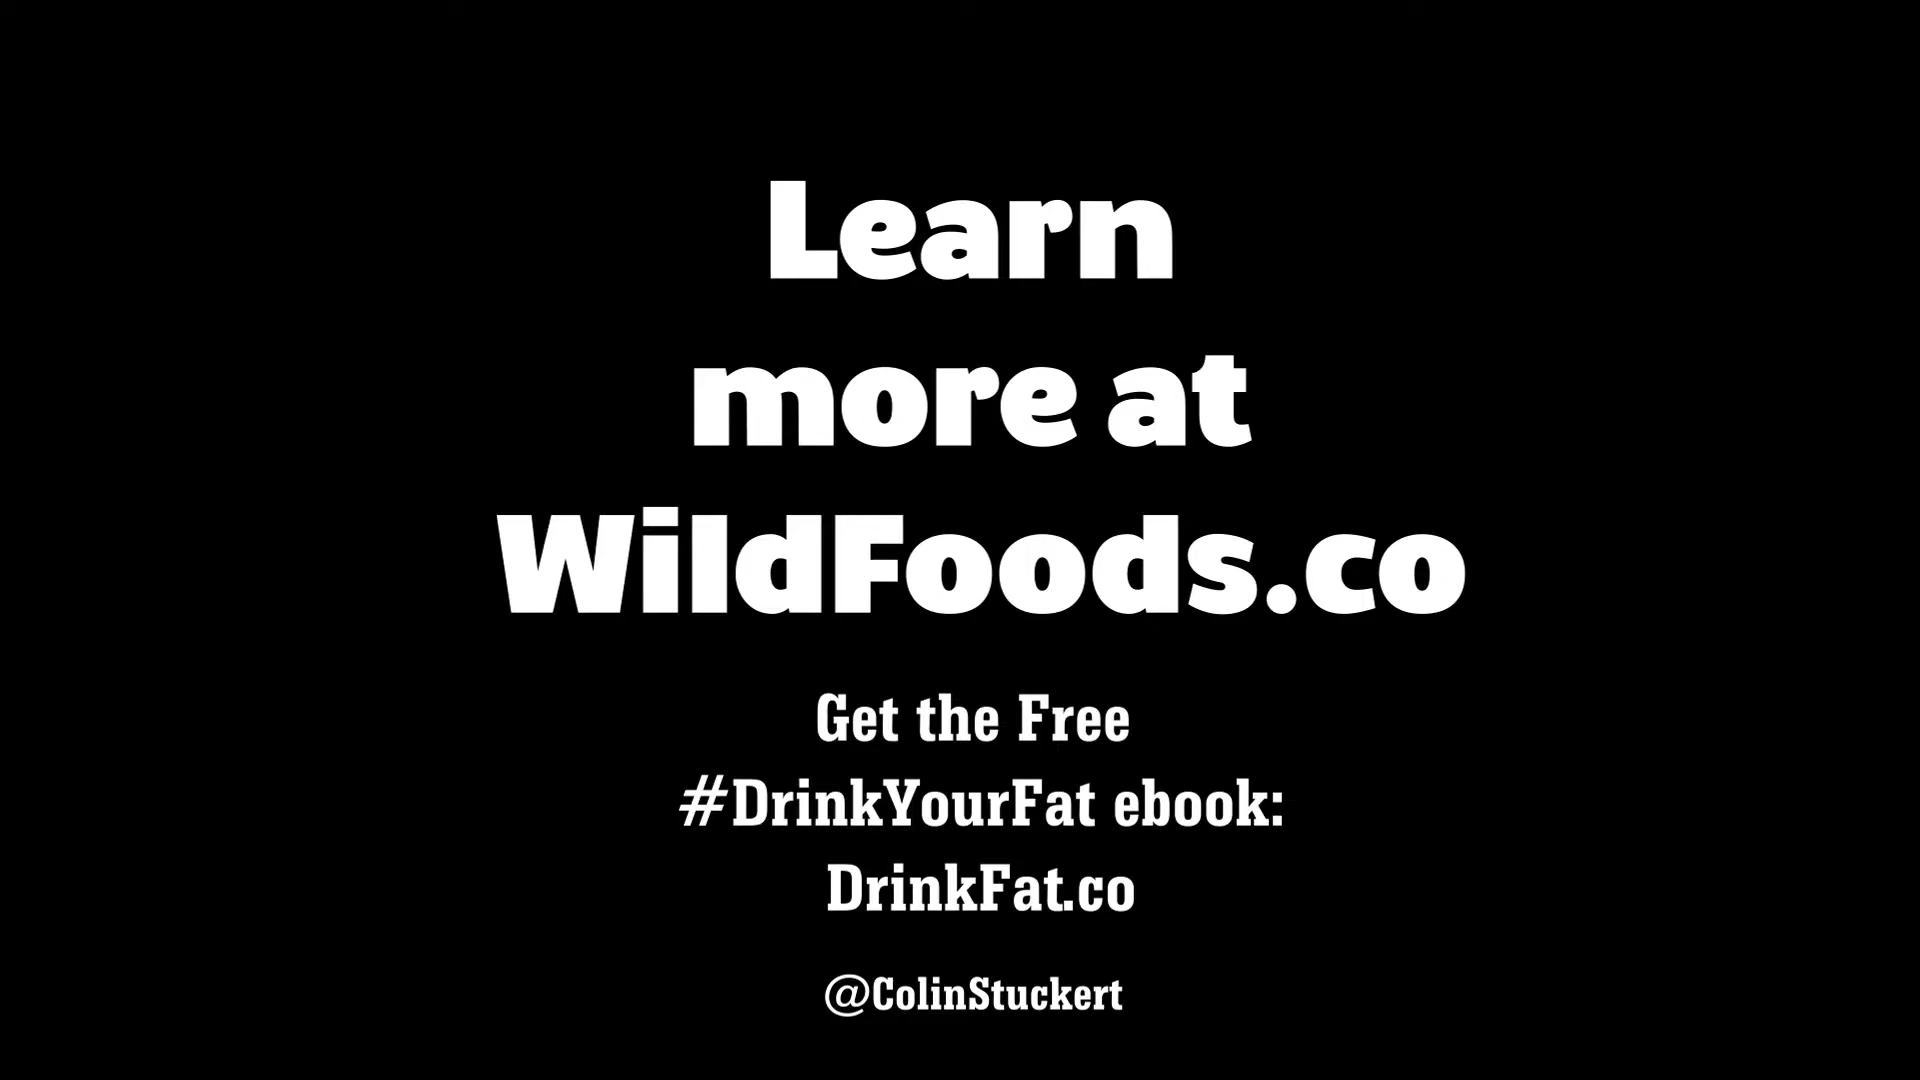 Learn
more at
WildFoods.co
Get the Free
#DrinkYourFat ebook:
DrinkFat.co
@ColinStuckert